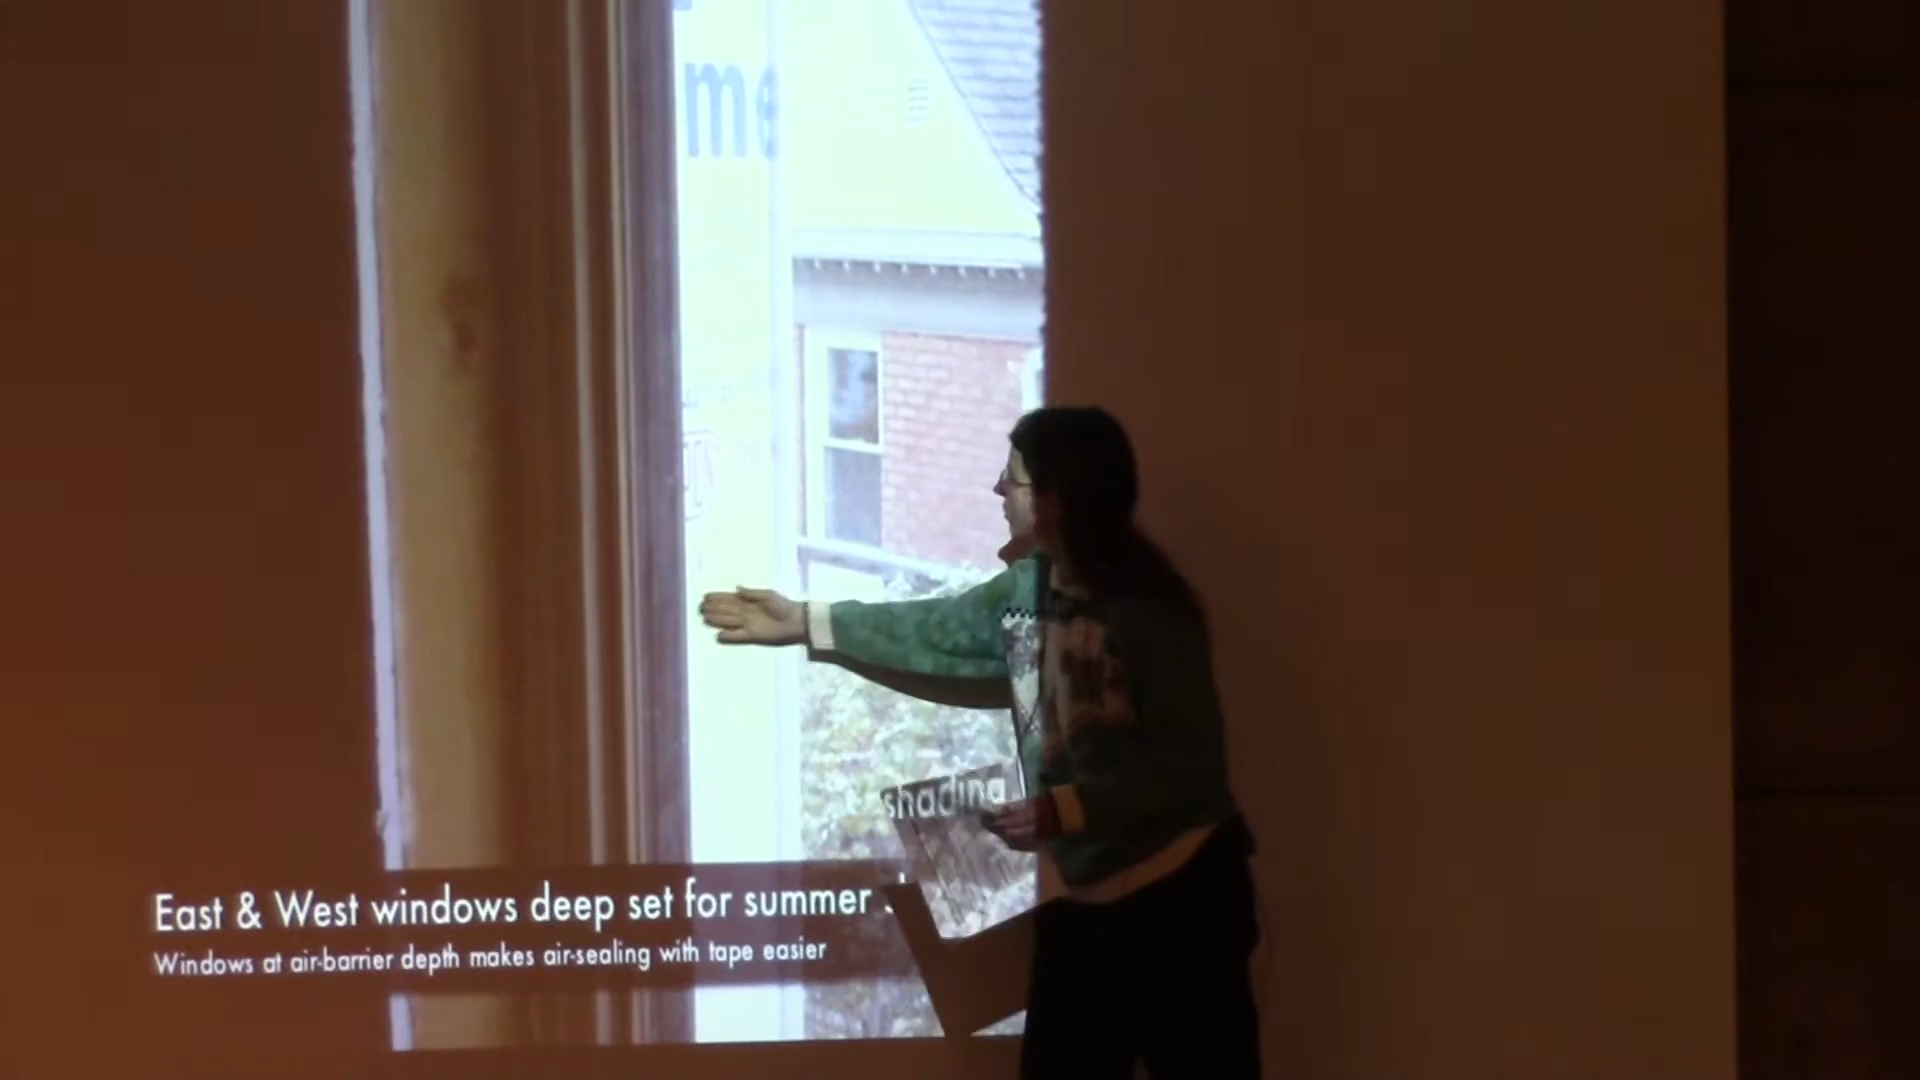 me
East & West windows deep set for summer shading
Windows at air-barrier depth makes air-sealing with tape easier